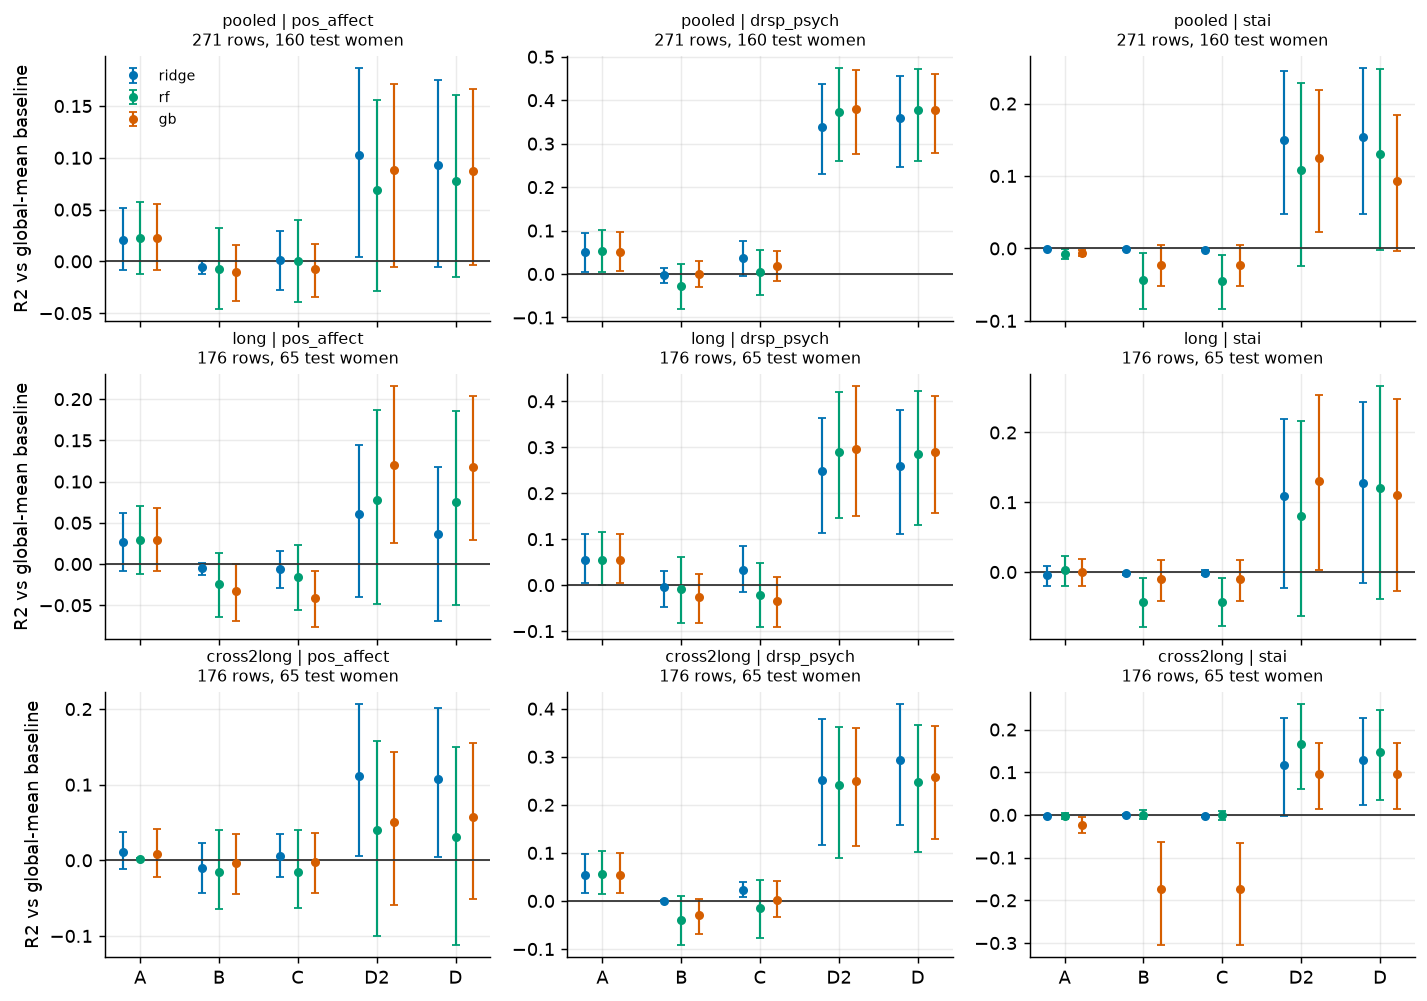 pooled | pos_affect
271 rows, 160 test women
pooled | drsp_psych
271 rows, 160 test women
pooled | stai
271 rows, 160 test women
R2 vs global-mean baseline
0.15
0.10
0.05
0.00
−0.05
ridge
rf
gb
0.5
0.4
0.3
0.2
0.1
0.0
−0.1
0.2
0.1
0.0
−0.1
long | pos_affect
176 rows, 65 test women
long | drsp_psych
176 rows, 65 test women
long | stai
176 rows, 65 test women
R2 vs global-mean baseline
0.20
0.15
0.10
0.05
0.00
−0.05
0.4
0.3
0.2
0.1
0.0
−0.1
0.2
0.1
0.0
cross2long | pos_affect
176 rows, 65 test women
cross2long | drsp_psych
176 rows, 65 test women
cross2long | stai
176 rows, 65 test women
R2 vs global-mean baseline
0.2
0.1
0.0
−0.1
0.4
0.3
0.2
0.1
0.0
−0.1
0.2
0.1
0.0
−0.1
−0.2
−0.3
A B C D2 D
A B C D2 D
A B C D2 D